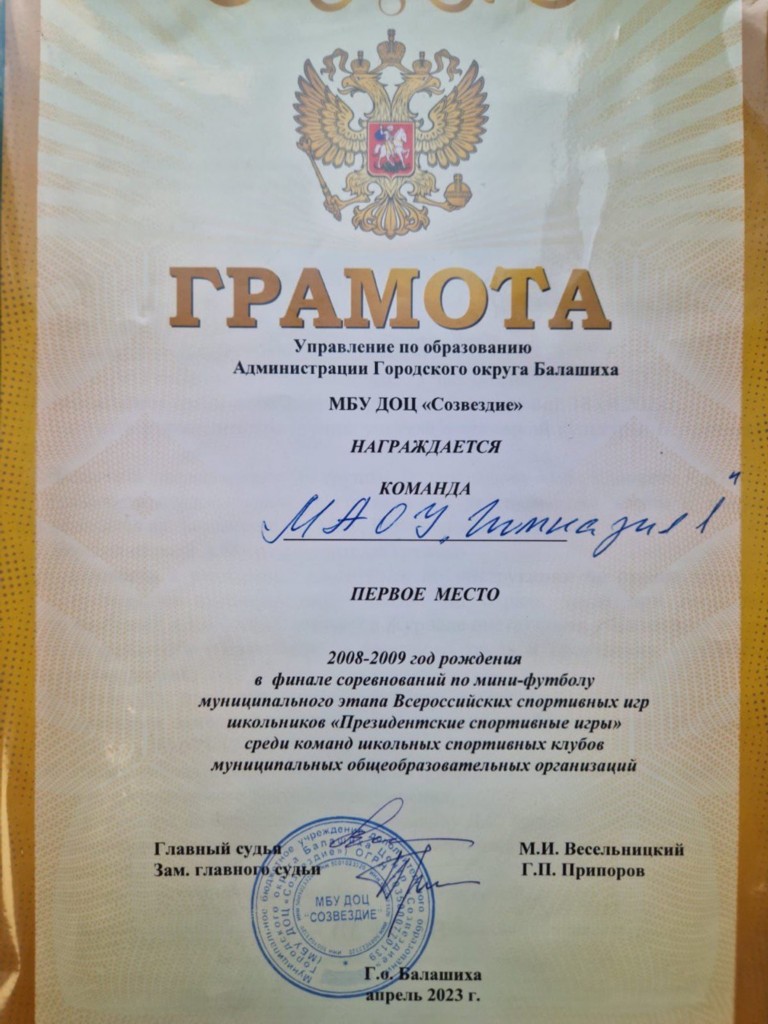 ГРАМОТА
Управление по образованию
Администрации Городского округа Балашиха
МБУ ДОЦ «Созвездие»
НАГРАЖДАЕТСЯ
КОМАНДА
МАОУ „Гимназия 1"
ПЕРВОЕ МЕСТО
2008-2009 год рождения
в финале соревнований по мини-футболу
муниципального этапа Всероссийских спортивных игр
школьников «Президентские спортивные игры»
среди команд школьных спортивных клубов
муниципальных общеобразовательных организаций
Главный судья М.И. Весельницкий
Зам. главного судьи Г.П. Припоров
МБУ ДОЦ
"СОЗВЕЗДИЕ"
Г.о. Балашиха
апрель 2023 г.